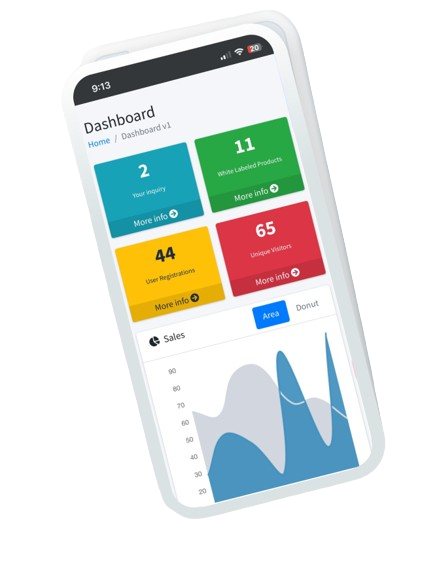 9:13
20
Dashboard
Home / Dashboard v1
2
Your Inquiry
More info
11
White Labeled Products
More info
44
User Registrations
More info
65
Unique Visitors
More info
Sales
Area
Donut
90
80
70
60
50
40
30
20